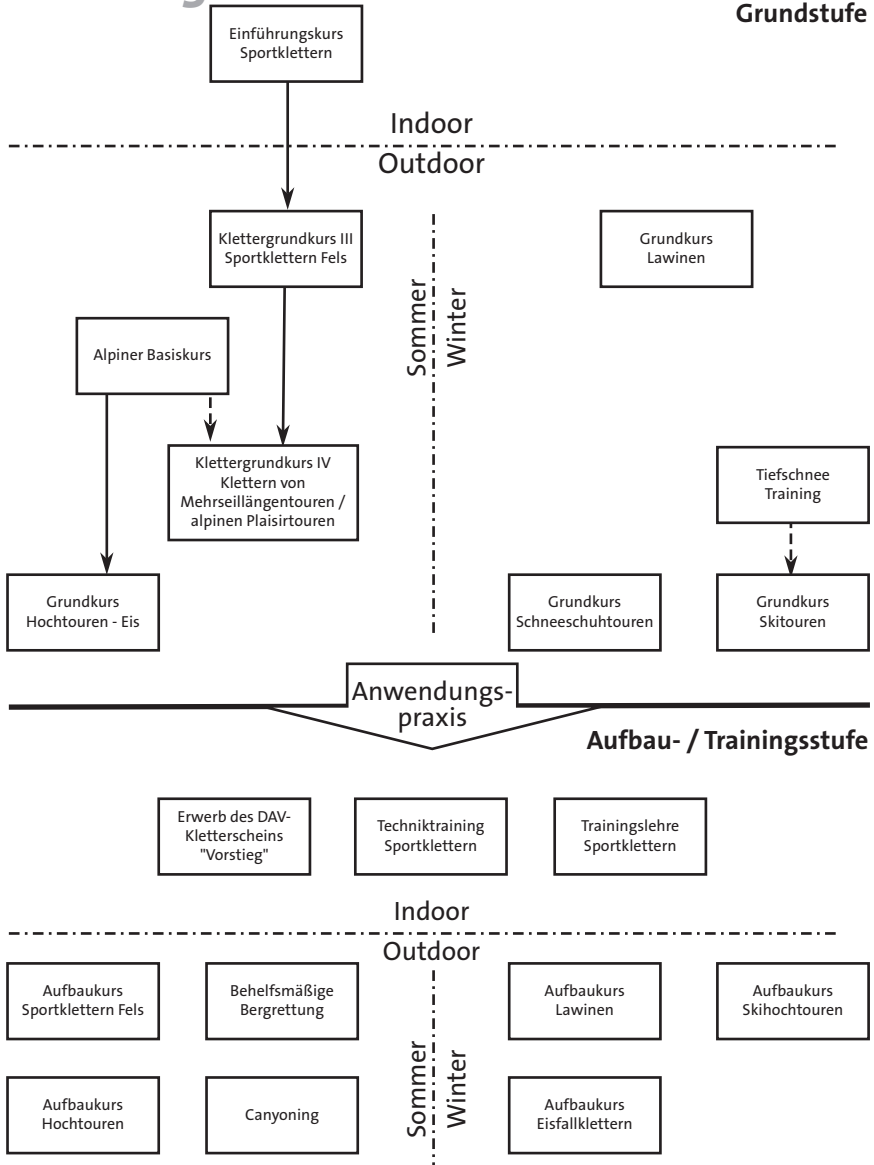 Grundstufe
Einführungskurs
Sportklettern
Indoor
Outdoor
Klettergrundkurs III
Sportklettern Fels
Grundkurs
Lawinen
Sommer
Winter
Alpiner Basiskurs
Klettergrundkurs IV
Klettern von
Mehrseillängentouren /
alpinen Plaisirtouren
Tiefschnee
Training
Grundkurs
Hochtouren - Eis
Grundkurs
Schneeschuhtouren
Grundkurs
Skitouren
Anwendungs-
praxis
Aufbau- / Trainingsstufe
Erwerb des DAV-
Kletterscheins
"Vorstieg"
Techniktraining
Sportklettern
Trainingslehre
Sportklettern
Indoor
Outdoor
Aufbaukurs
Sportklettern Fels
Behelfsmäßige
Bergrettung
Aufbaukurs
Lawinen
Aufbaukurs
Skihochtouren
Sommer
Winter
Aufbaukurs
Hochtouren
Canyoning
Aufbaukurs
Eisfallklettern